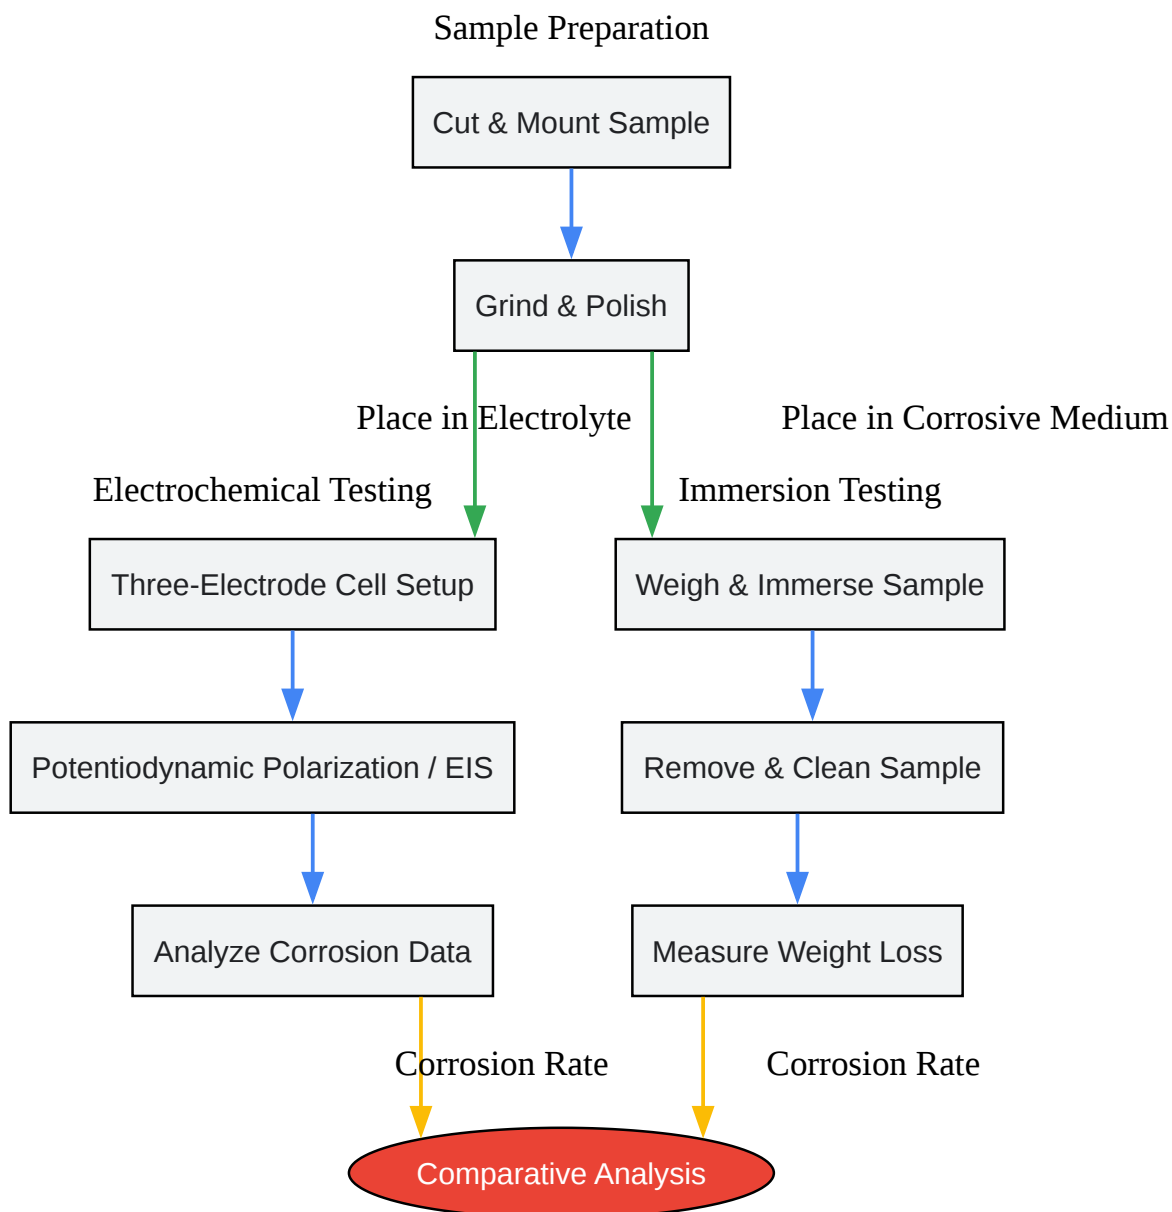 Sample Preparation
Cut & Mount Sample
Grind & Polish
Place in Electrolyte
Place in Corrosive Medium
Electrochemical Testing
Immersion Testing
Three-Electrode Cell Setup
Weigh & Immerse Sample
Potentiodynamic Polarization / EIS
Remove & Clean Sample
Analyze Corrosion Data
Measure Weight Loss
Corrosion Rate
Corrosion Rate
Comparative Analysis